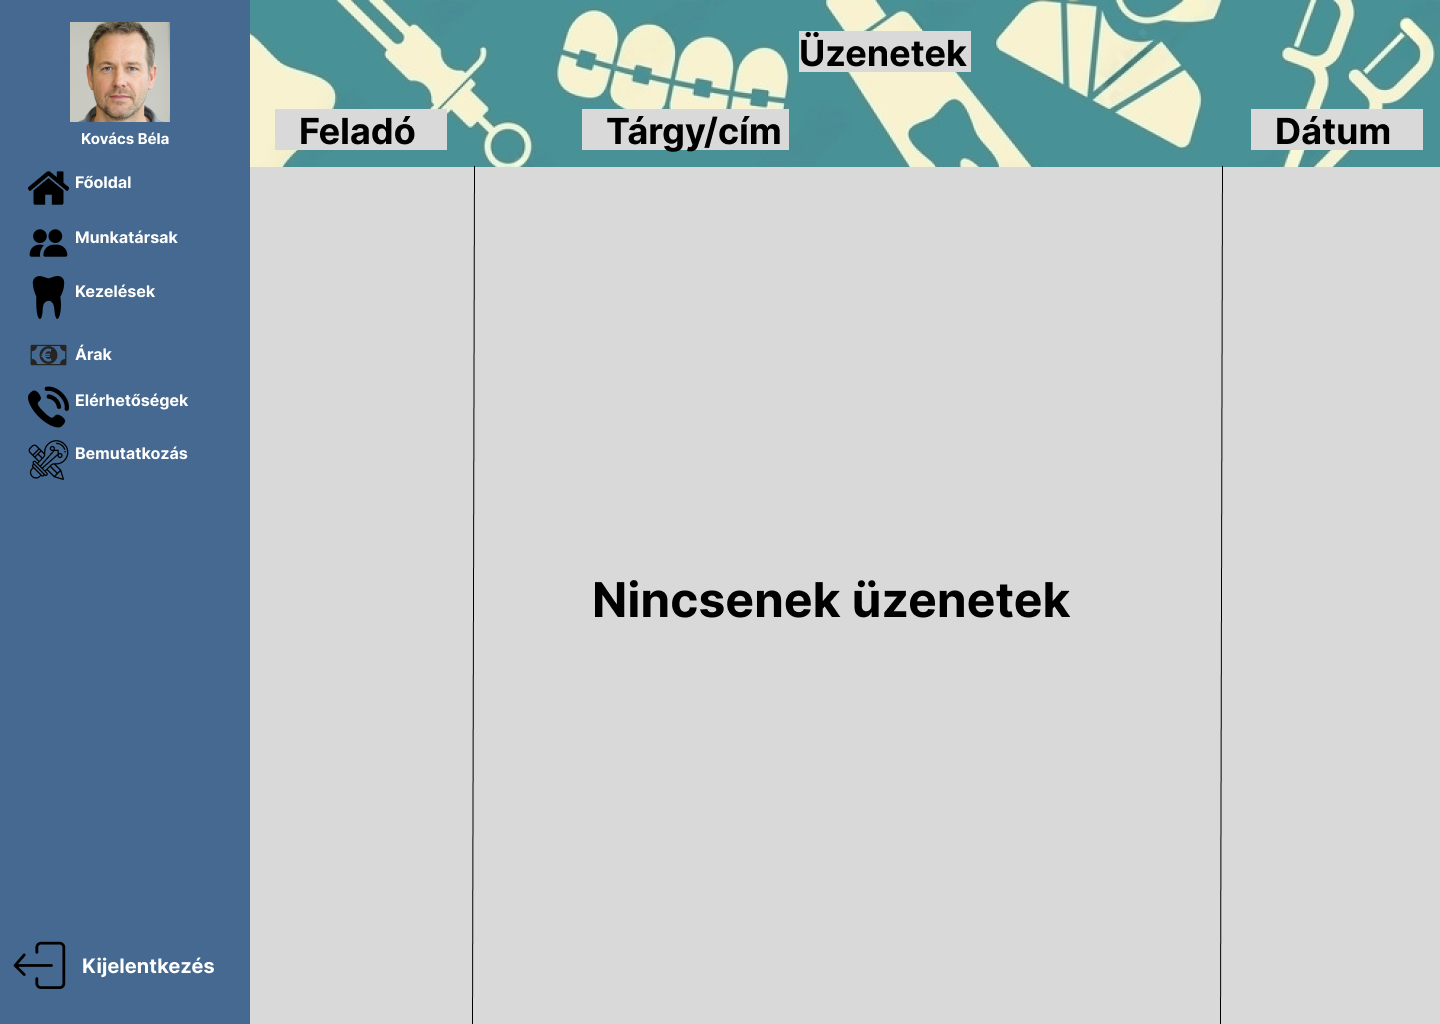 Kovács Béla
Főoldal
Munkatársak
Kezelések
Árak
Elérhetőségek
Bemutatkozás
Kijelentkezés
Üzenetek
Feladó
Tárgy/cím
Dátum
Nincsenek üzenetek